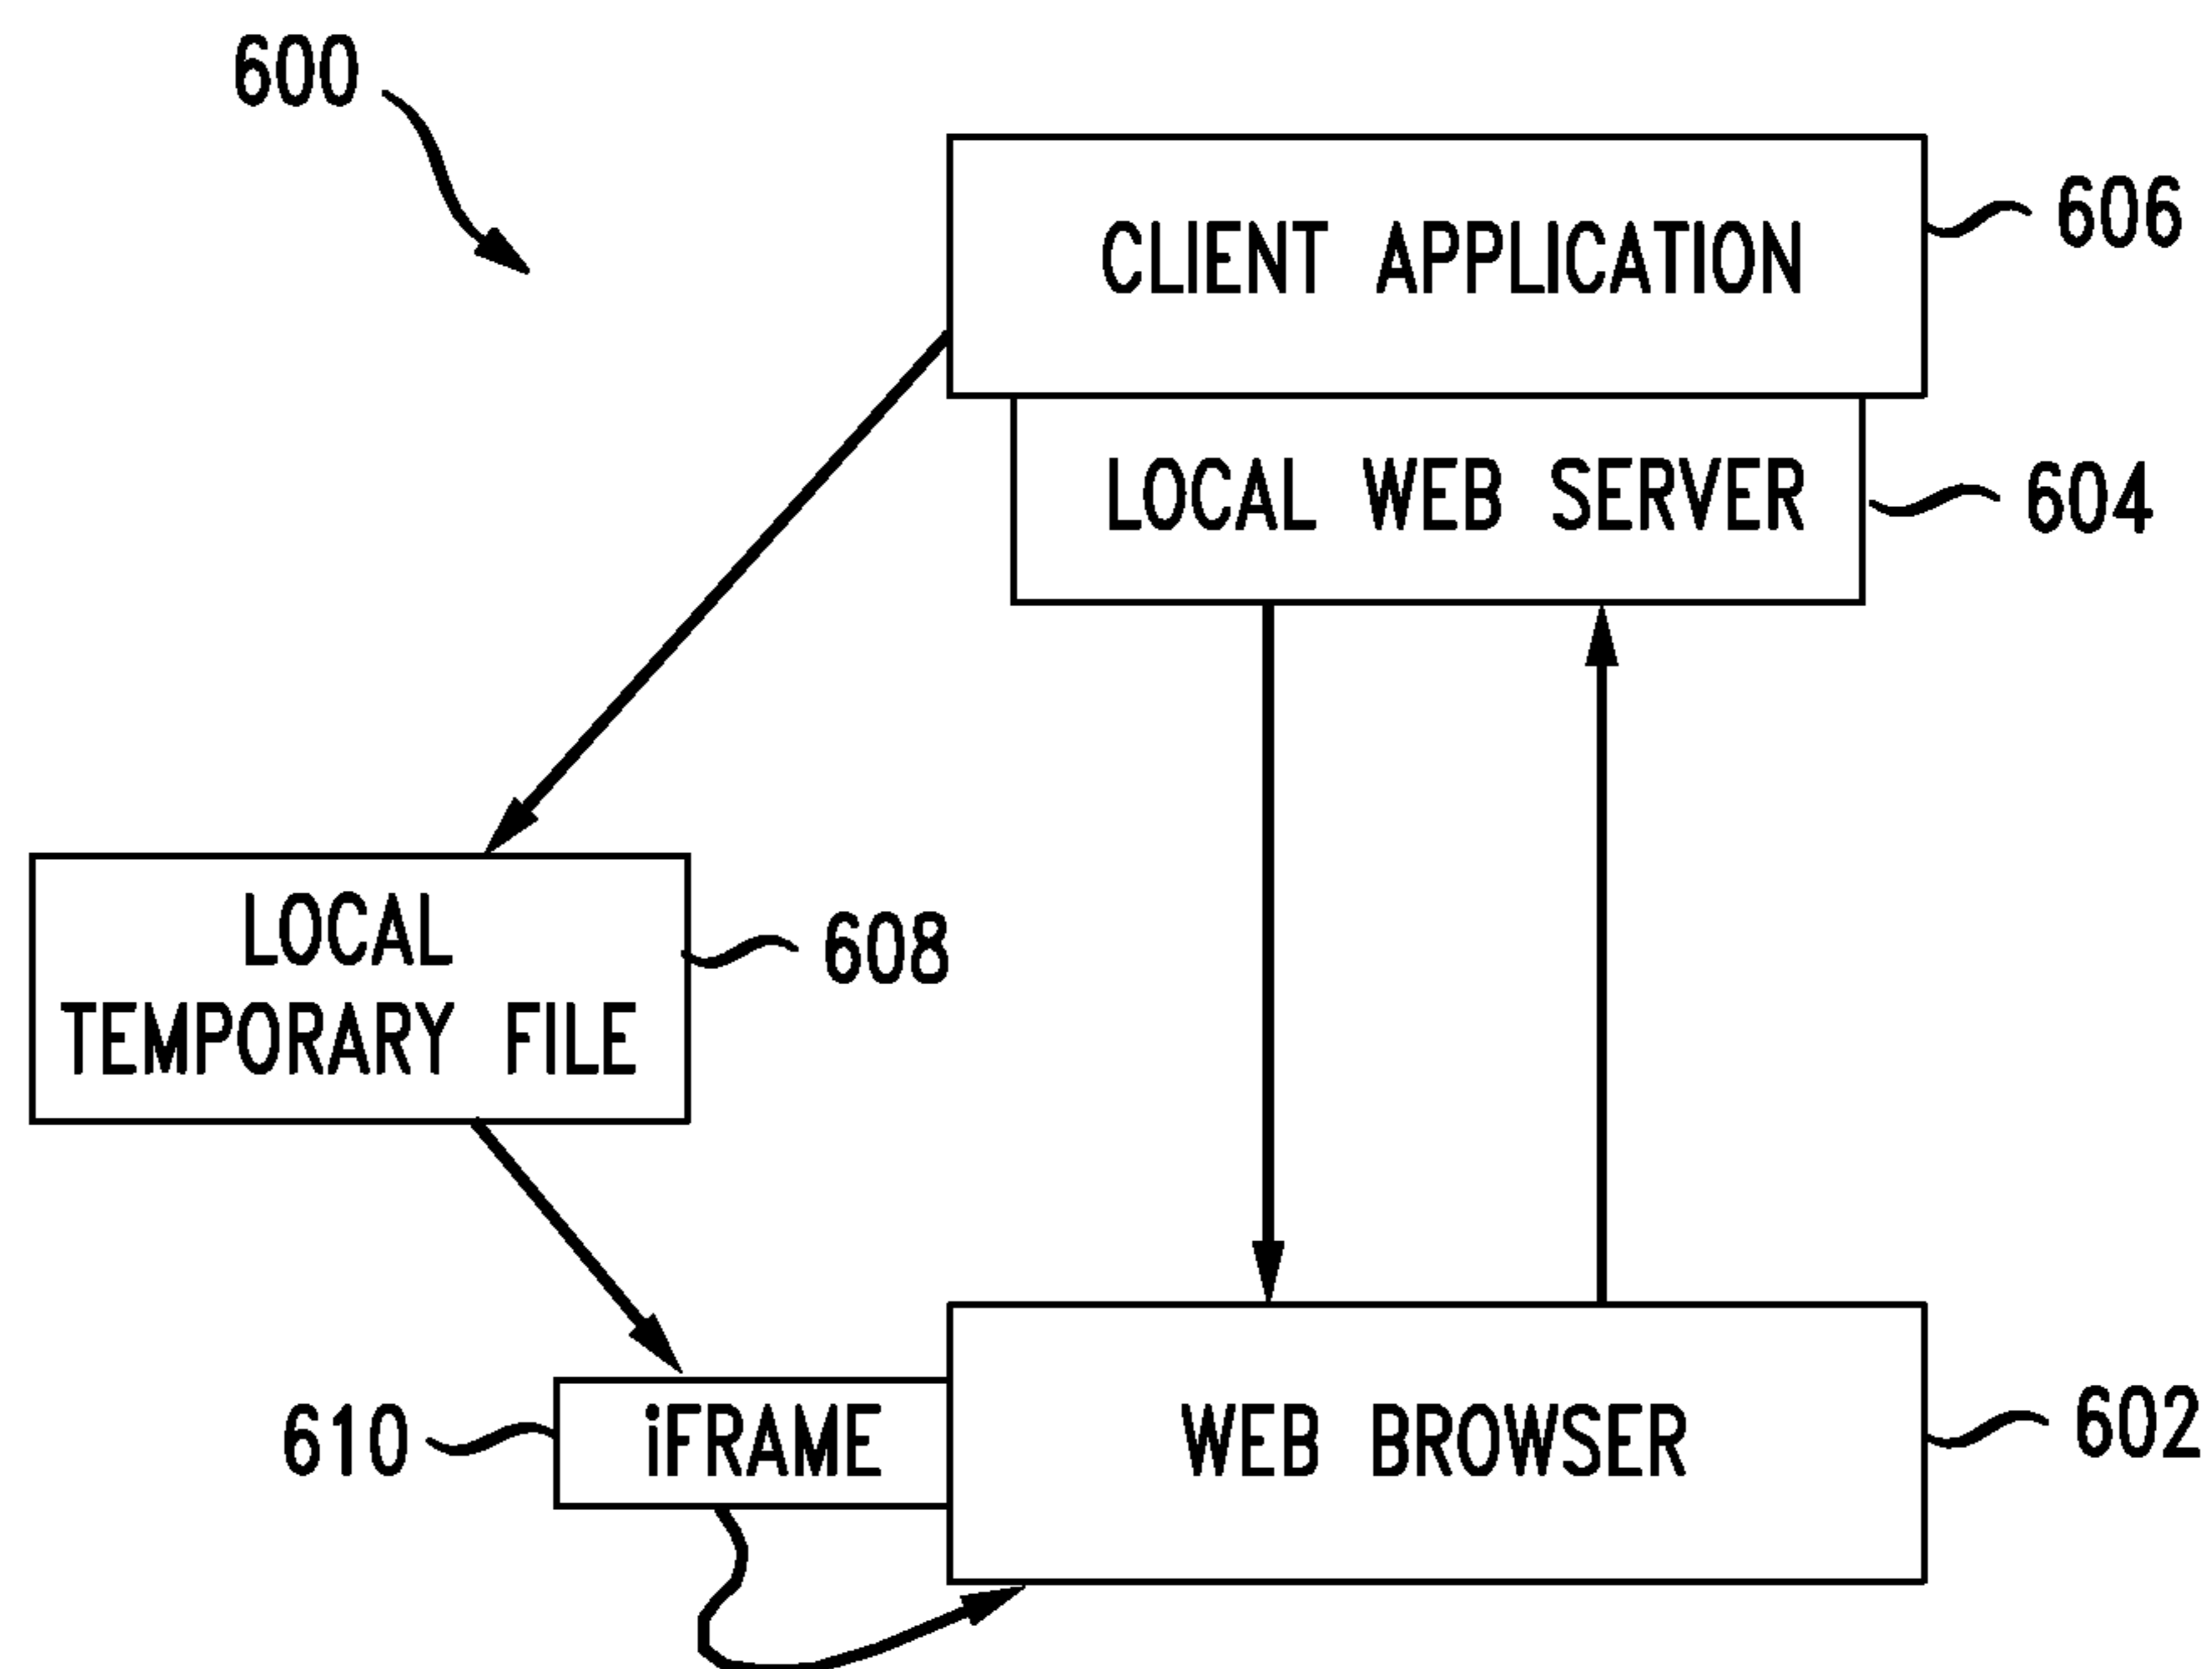 600
CLIENT APPLICATION
606
LOCAL WEB SERVER
604
LOCAL
TEMPORARY FILE
608
610
iFRAME
WEB BROWSER
602